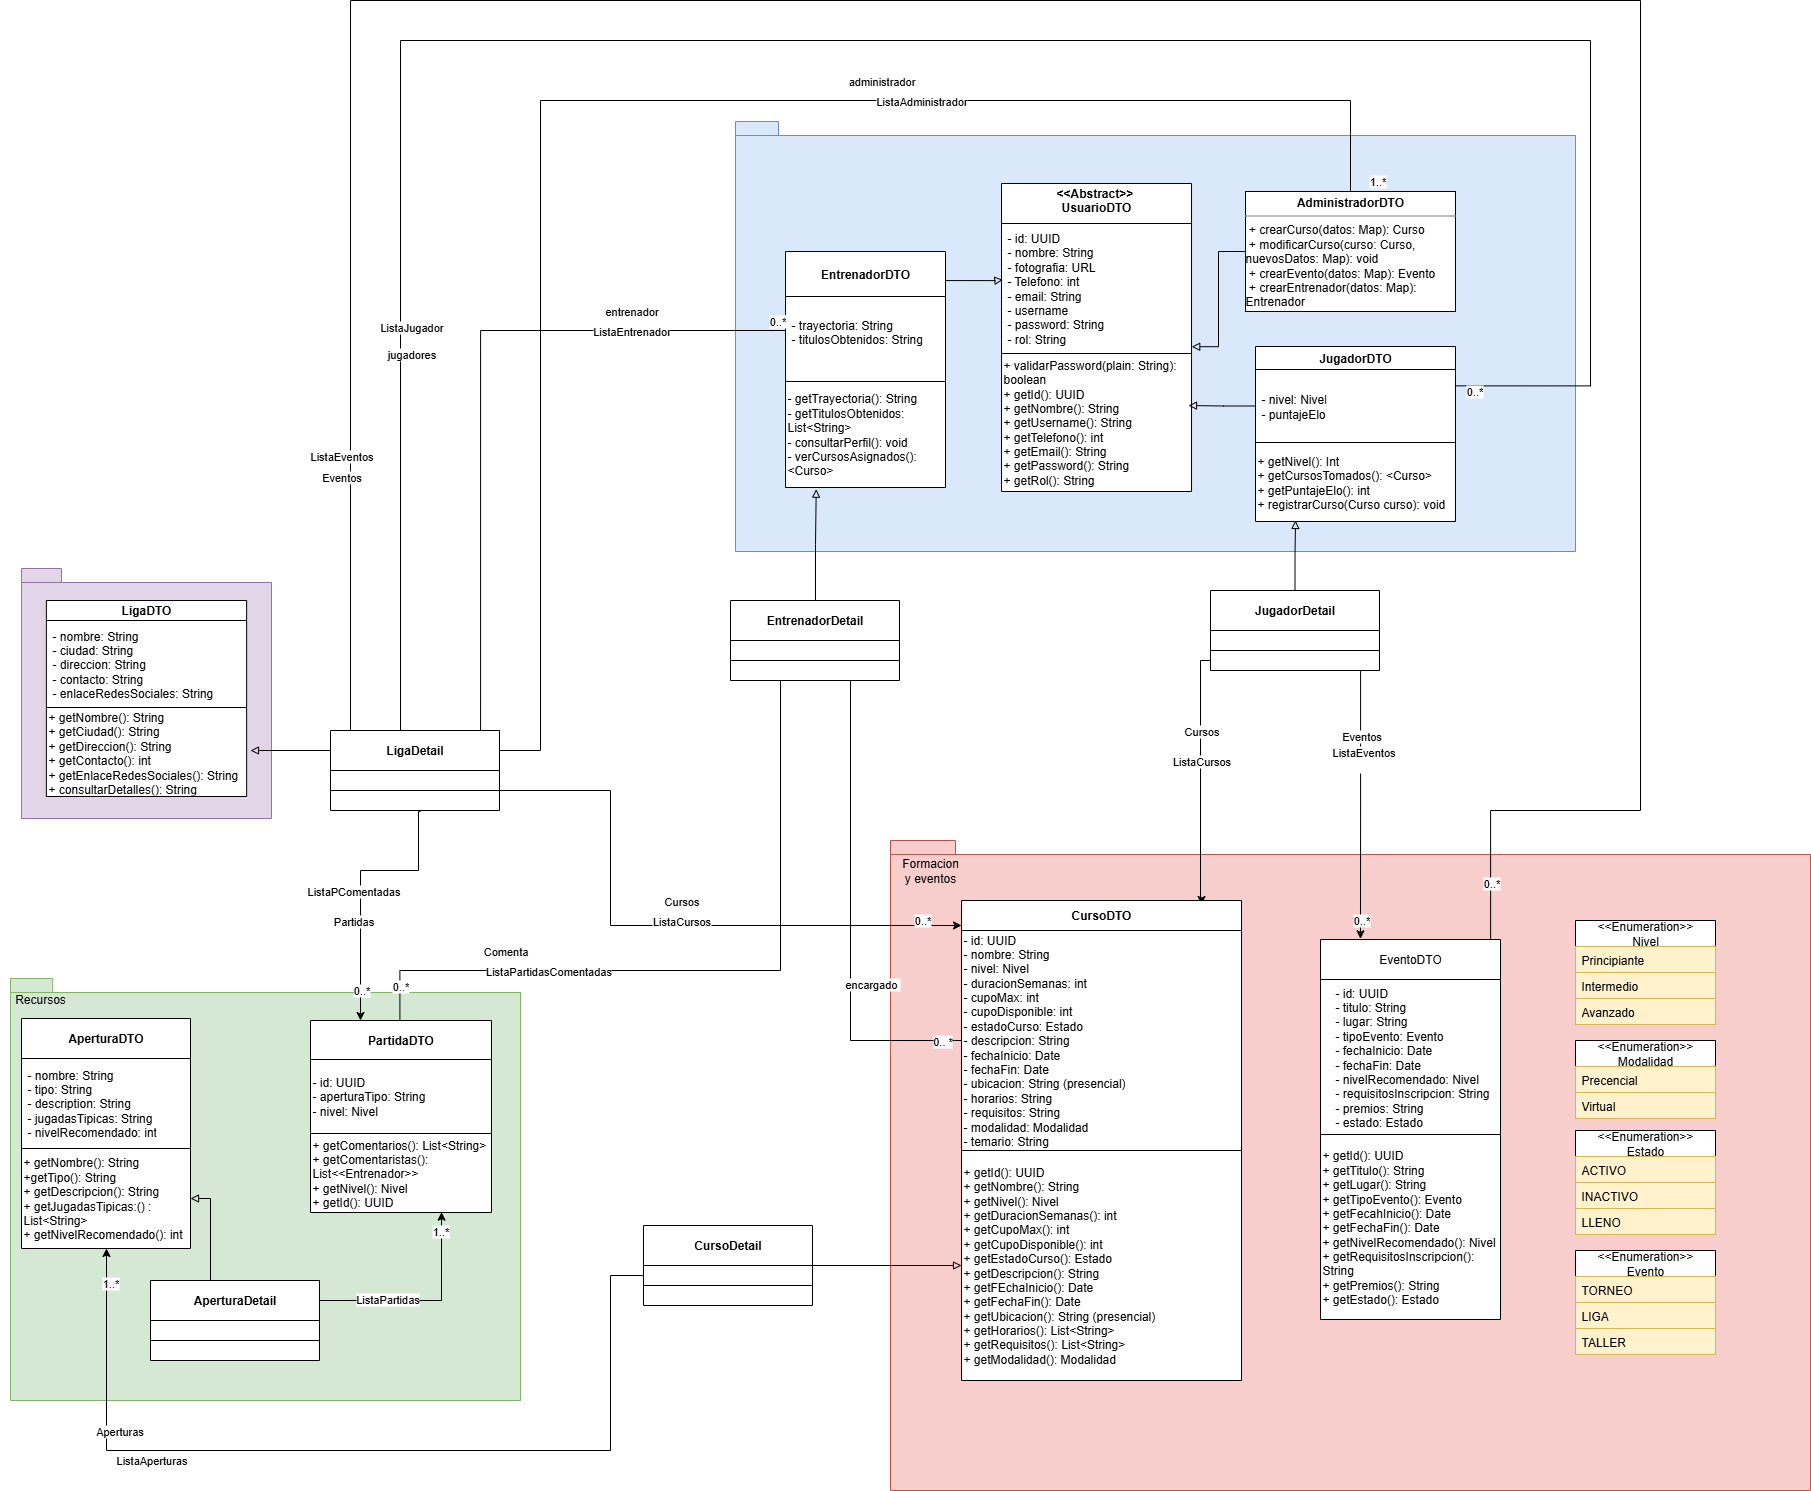 administrador
ListaAdministrador
<<Abstract>>
UsuarioDTO
- id: UUID
- nombre: String
- fotografia: URL
- Telefono: int
- email: String
- username
- password: String
- rol: String
+ validarPassword(plain: String):
boolean
+ getId(): UUID
+ getNombre(): String
+ getUsername(): String
+ getTelefono(): int
+ getEmail(): String
+ getPassword(): String
+ getRol(): String
1..*
AdministradorDTO
+ crearCurso(datos: Map): Curso
+ modificarCurso(curso: Curso,
nuevosDatos: Map): void
+ crearEvento(datos: Map): Evento
+ crearEntrenador(datos: Map):
Entrenador
EntrenadorDTO
- trayectoria: String
- titulosObtenidos: String
- getTrayectoria(): String
- getTitulosObtenidos:
List<String>
- consultarPerfil(): void
- verCursosAsignados():
<Curso>
0..*
entrenador
ListaEntrenador
JugadorDTO
- nivel: Nivel
- puntajeElo
+ getNivel(): Int
+ getCursosTomados(): <Curso>
+ getPuntajeElo(): int
+ registrarCurso(Curso curso): void
0..*
ListaJugador
jugadores
ListaEventos
Eventos
LigaDTO
- nombre: String
- ciudad: String
- direccion: String
- contacto: String
- enlaceRedesSociales: String
+ getNombre(): String
+ getCiudad(): String
+ getDireccion(): String
+ getContacto(): int
+ getEnlaceRedesSociales(): String
+ consultarDetalles(): String
LigaDetail
EntrenadorDetail
JugadorDetail
Cursos
ListaCursos
Eventos
ListaEventos
ListaPComentadas
Partidas
Cursos
ListaCursos
0..*
Comenta
ListaPartidasComentadas
encargado
0.. *
0..*
0..*
0..*
0..*
Recursos
AperturaDTO
- nombre: String
- tipo: String
- description: String
- jugadasTipicas: String
- nivelRecomendado: int
+ getNombre(): String
+getTipo(): String
+ getDescripcion(): String
+ getJugadasTipicas:() :
List<String>
+ getNivelRecomendado(): int
PartidaDTO
- id: UUID
- aperturaTipo: String
- nivel: Nivel
+ getComentarios(): List<String>
+ getComentaristas():
List<<Entrenador>>
+ getNivel(): Nivel
+ getId(): UUID
1..*
1..*
AperturaDetail
ListaPartidas
Aperturas
ListaAperturas
CursoDetail
Formacion
y eventos
CursoDTO
- id: UUID
- nombre: String
- nivel: Nivel
- duracionSemanas: int
- cupoMax: int
- cupoDisponible: int
- estadoCurso: Estado
- descripcion: String
- fechaInicio: Date
- fechaFin: Date
- ubicacion: String (presencial)
- horarios: String
- requisitos: String
- modalidad: Modalidad
- temario: String
+ getId(): UUID
+ getNombre(): String
+ getNivel(): Nivel
+ getDuracionSemanas(): int
+ getCupoMax(): int
+ getCupoDisponible(): int
+ getEstadoCurso(): Estado
+ getDescripcion(): String
+ getFEchaInicio(): Date
+ getFechaFin(): Date
+ getUbicacion(): String (presencial)
+ getHorarios(): List<String>
+ getRequisitos(): List<String>
+ getModalidad(): Modalidad
EventoDTO
- id: UUID
- titulo: String
- lugar: String
- tipoEvento: Evento
- fechaInicio: Date
- fechaFin: Date
- nivelRecomendado: Nivel
- requisitosInscripcion: String
- premios: String
- estado: Estado
+ getId(): UUID
+ getTitulo(): String
+ getLugar(): String
+ getTipoEvento(): Evento
+ getFecahInicio(): Date
+ getFechaFin(): Date
+ getNivelRecomendado(): Nivel
+ getRequisitosInscripcion():
String
+ getPremios(): String
+ getEstado(): Estado
<<Enumeration>>
Nivel
Principiante
Intermedio
Avanzado
<<Enumeration>>
Modalidad
Precencial
Virtual
<<Enumeration>>
Estado
ACTIVO
INACTIVO
LLENO
<<Enumeration>>
Evento
TORNEO
LIGA
TALLER